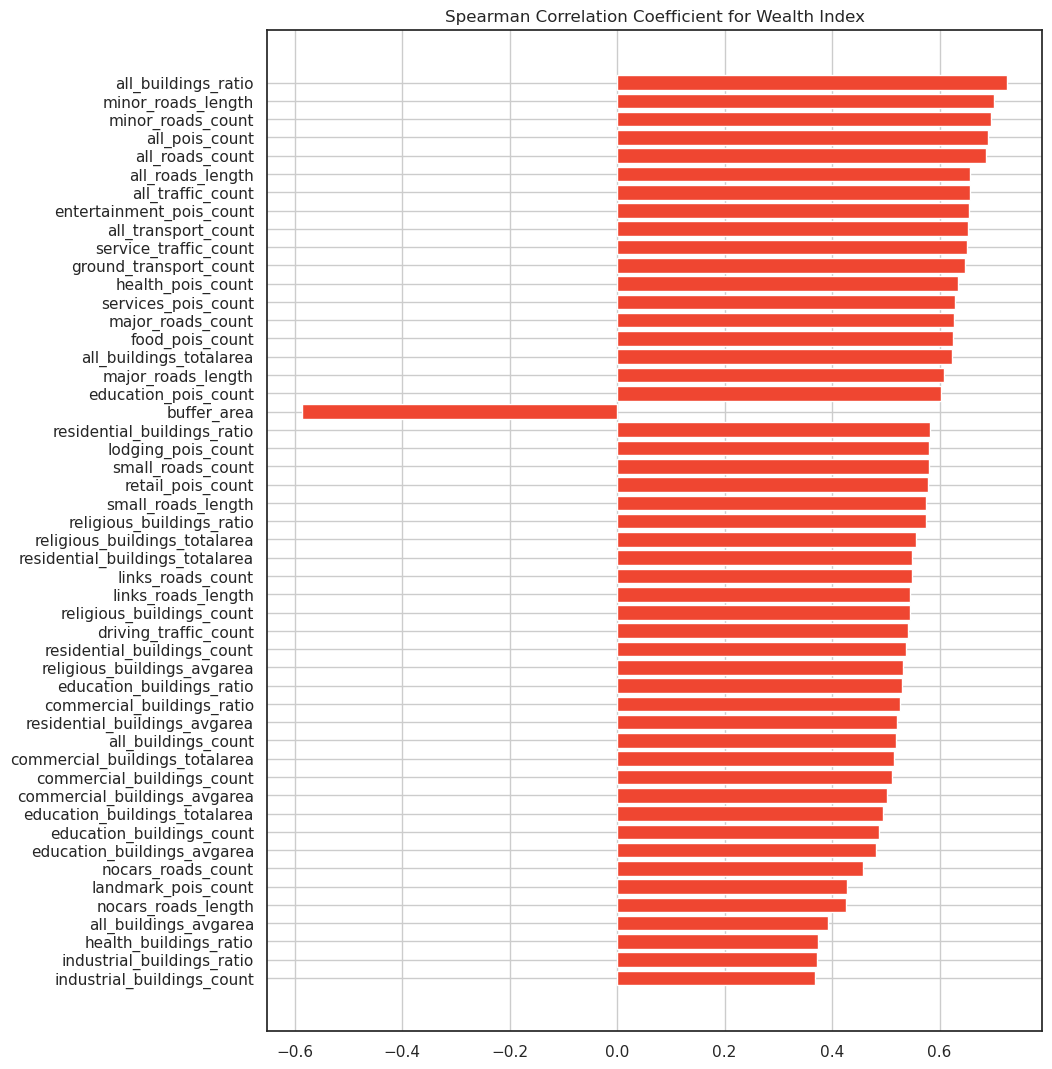 Spearman Correlation Coefficient for Wealth Index
all_buildings_ratio
minor_roads_length
minor_roads_count
all_pois_count
all_roads_count
all_roads_length
all_traffic_count
entertainment_pois_count
all_transport_count
service_traffic_count
ground_transport_count
health_pois_count
services_pois_count
major_roads_count
food_pois_count
all_buildings_totalarea
major_roads_length
education_pois_count
buffer_area
residential_buildings_ratio
lodging_pois_count
small_roads_count
retail_pois_count
small_roads_length
religious_buildings_ratio
religious_buildings_totalarea
residential_buildings_totalarea
links_roads_count
links_roads_length
religious_buildings_count
driving_traffic_count
residential_buildings_count
religious_buildings_avgarea
education_buildings_ratio
commercial_buildings_ratio
residential_buildings_avgarea
all_buildings_count
commercial_buildings_totalarea
commercial_buildings_count
commercial_buildings_avgarea
education_buildings_totalarea
education_buildings_count
education_buildings_avgarea
nocars_roads_count
landmark_pois_count
nocars_roads_length
all_buildings_avgarea
health_buildings_ratio
industrial_buildings_ratio
industrial_buildings_count
−0.6 −0.4 −0.2 0.0 0.2 0.4 0.6